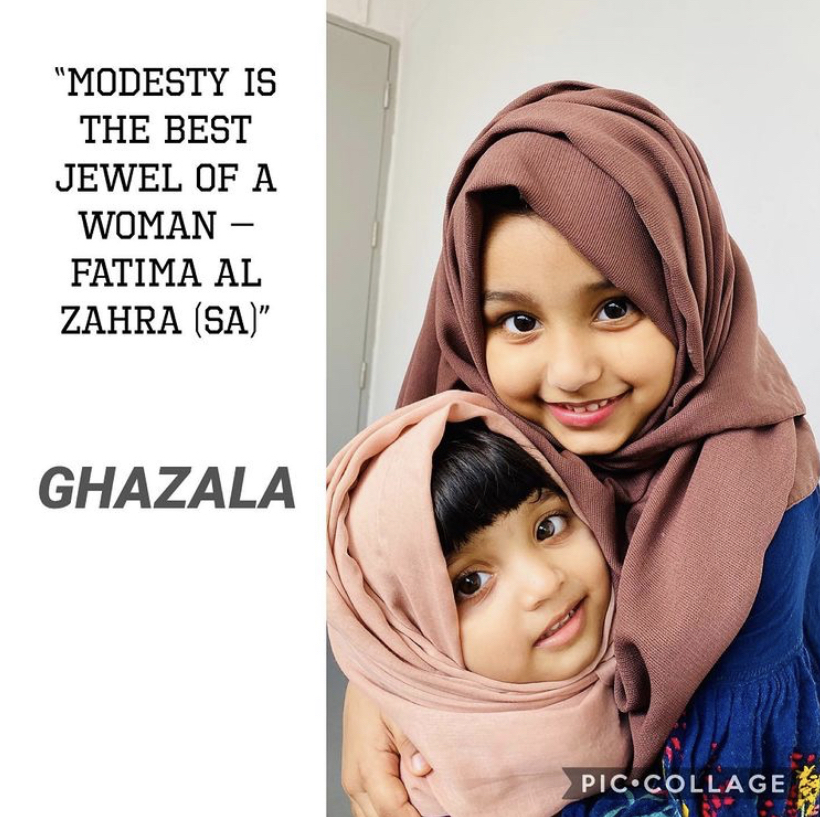 “MODESTY IS
THE BEST
JEWEL OF A
WOMAN –
FATIMA AL
ZAHRA (SA)”
GHAZALA
PIC•COLLAGE